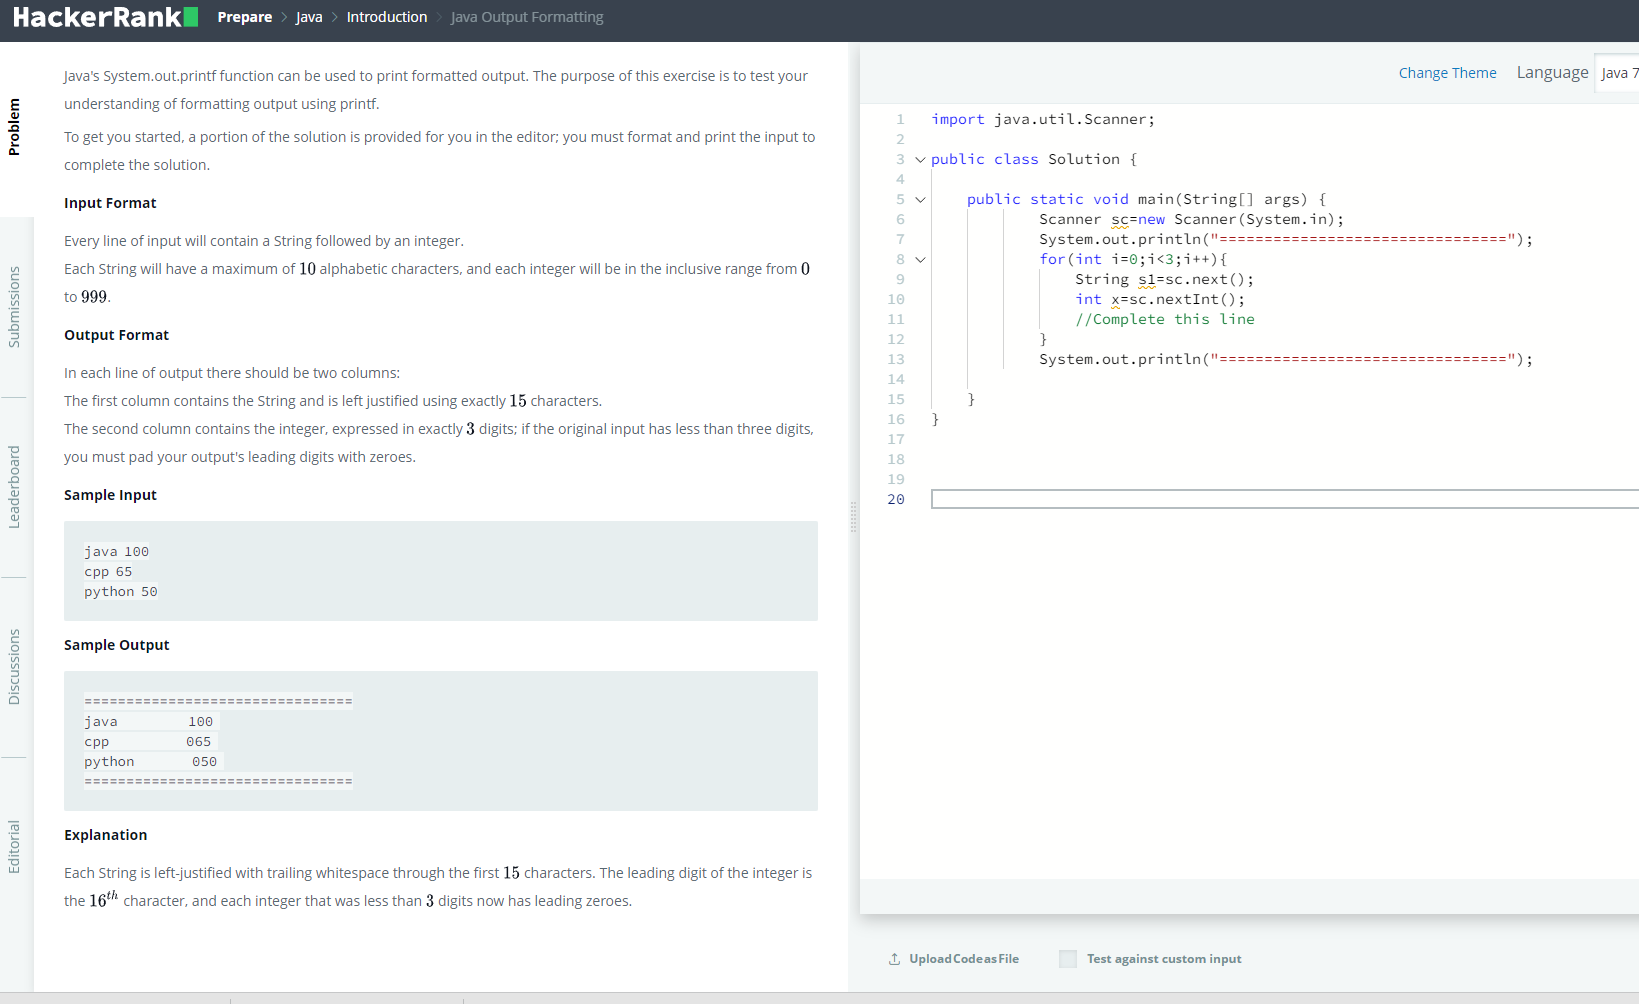 HackerRank Prepare > Java > Introduction > Java Output Formatting
Problem
Submissions
Leaderboard
Discussions
Editorial
Java's System.out.printf function can be used to print formatted output. The purpose of this exercise is to test your
understanding of formatting output using printf.
To get you started, a portion of the solution is provided for you in the editor; you must format and print the input to
complete the solution.
Input Format
Every line of input will contain a String followed by an integer.
Each String will have a maximum of 10 alphabetic characters, and each integer will be in the inclusive range from 0
to 999.
Output Format
In each line of output there should be two columns:
The first column contains the String and is left justified using exactly 15 characters.
The second column contains the integer, expressed in exactly 3 digits; if the original input has less than three digits,
you must pad your output's leading digits with zeroes.
Sample Input
java 100
cpp 65
python 50
Sample Output
================================
java           100
cpp            065
python         050
================================
Explanation
Each String is left-justified with trailing whitespace through the first 15 characters. The leading digit of the integer is
the 16th character, and each integer that was less than 3 digits now has leading zeroes.
Change Theme Language Java 7
1 import java.util.Scanner;
2
3 public class Solution {
4
5     public static void main(String[] args) {
6             Scanner sc=new Scanner(System.in);
7             System.out.println("================================");
8             for(int i=0;i<3;i++){
9                 String s1=sc.next();
10                 int x=sc.nextInt();
11                 //Complete this line
12             }
13             System.out.println("================================");
14
15     }
16 }
17
18
19
20
Upload Code as File Test against custom input